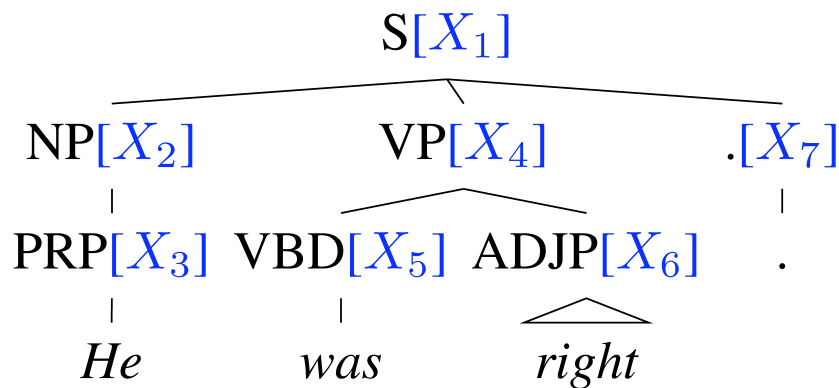 S[X₁]
NP[X₂] VP[X₄] .[X₇]
PRP[X₃] VBD[X₅] ADJP[X₆] .
He was right